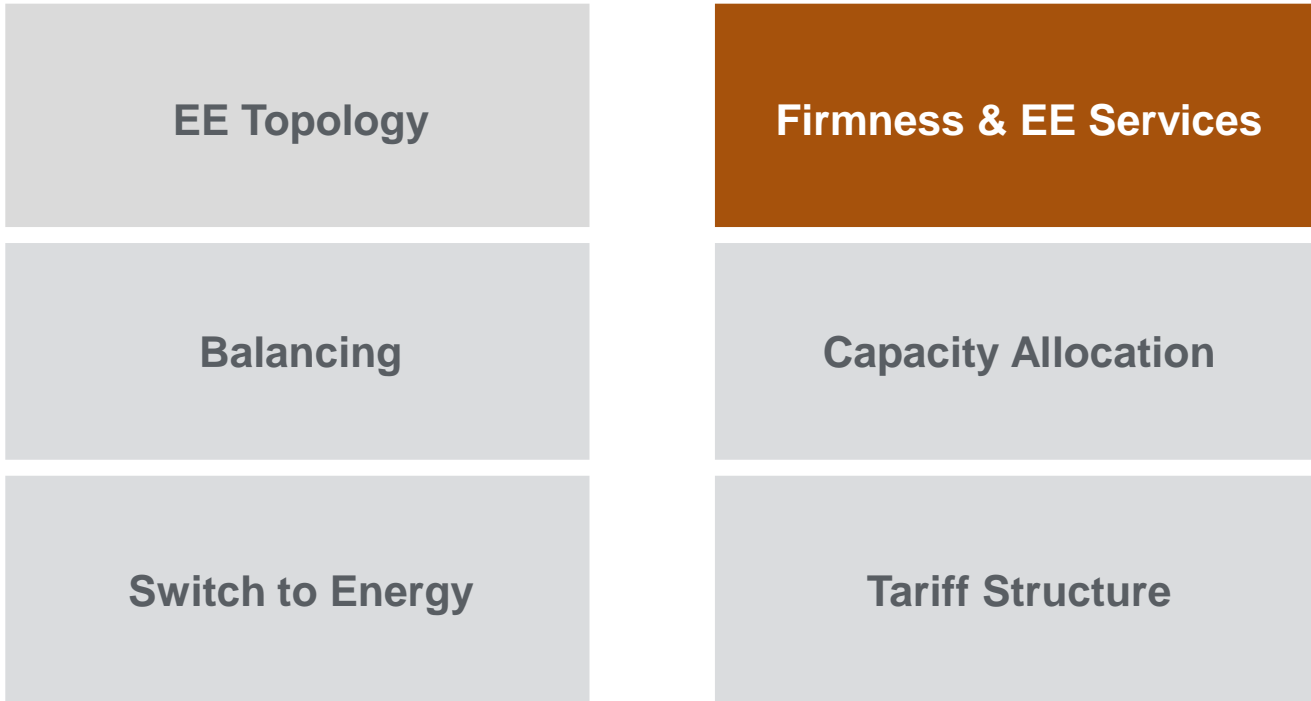 EE Topology
Firmness & EE Services
Balancing
Capacity Allocation
Switch to Energy
Tariff Structure